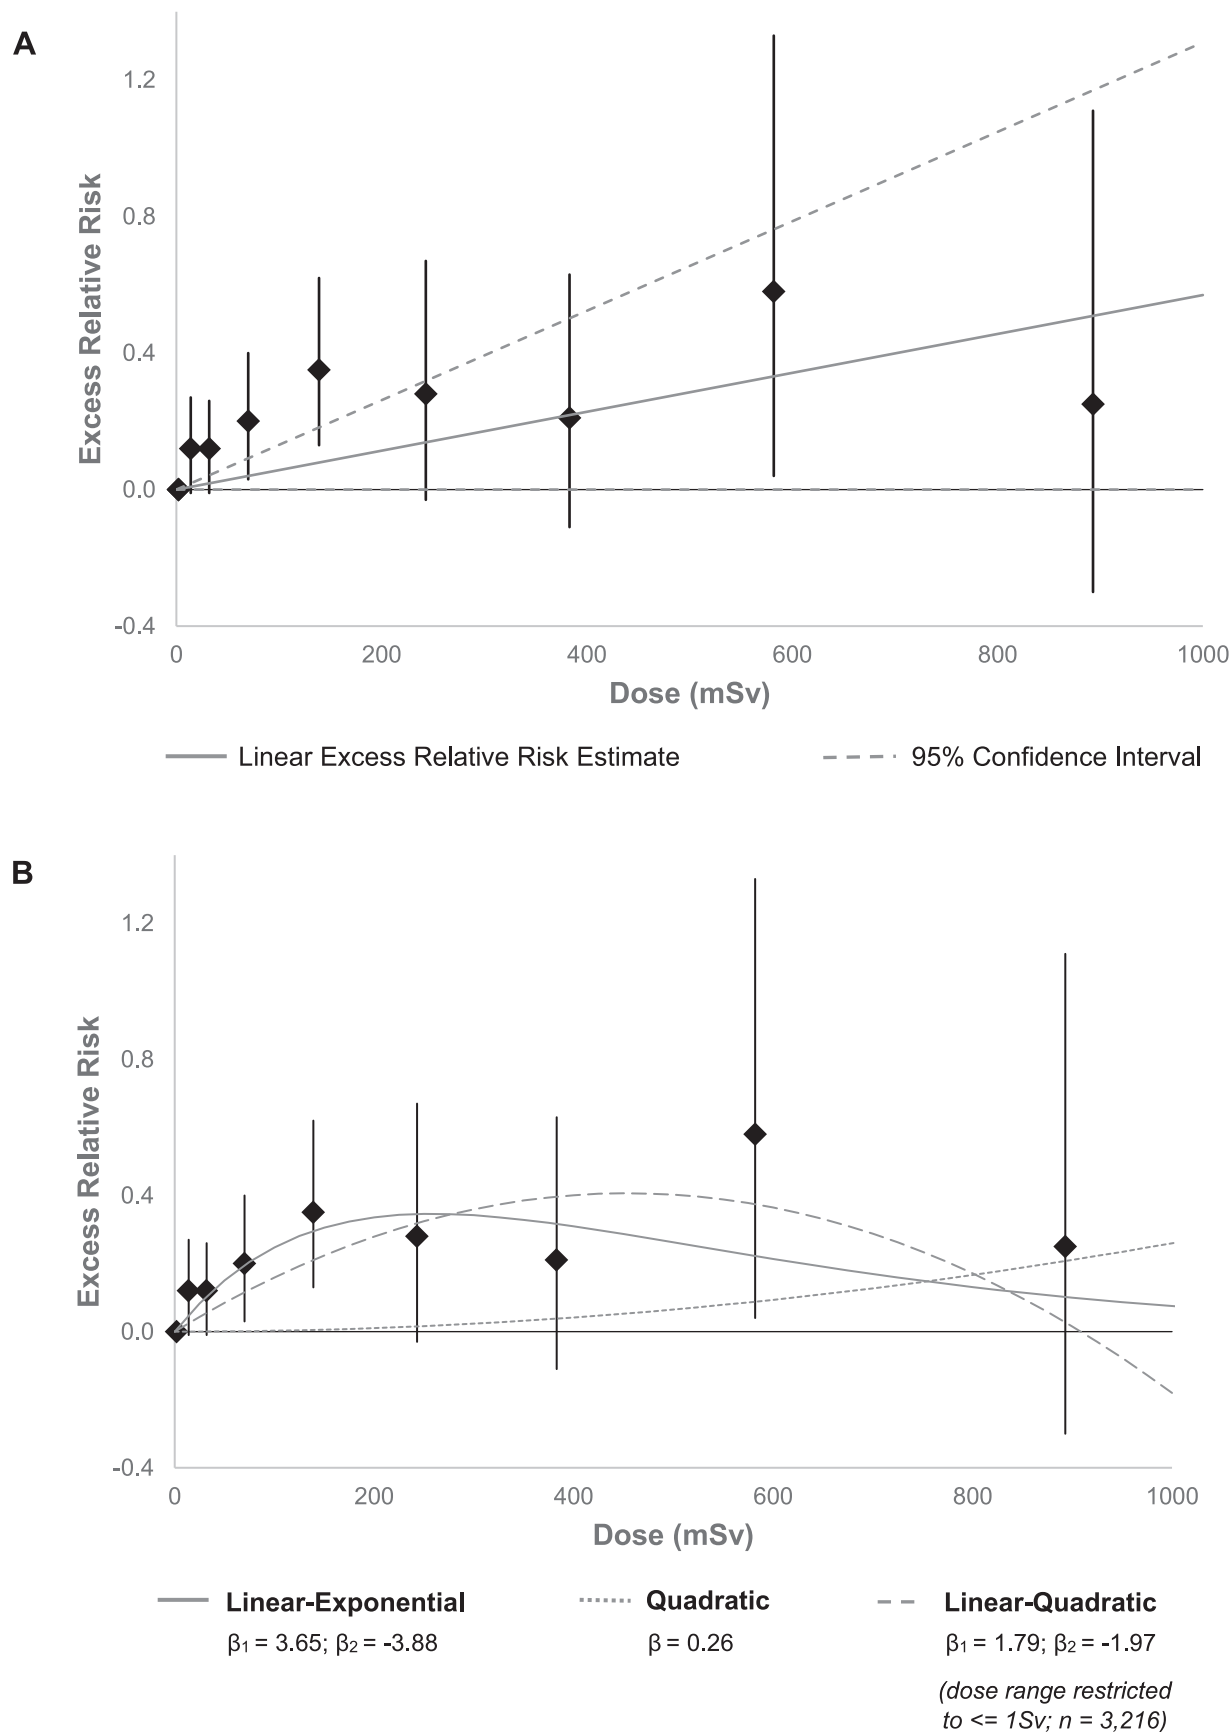 A
1.2
0.8
0.4
0.0
-0.4
Excess Relative Risk
0 200 400 600 800 1000
Dose (mSv)
Linear Excess Relative Risk Estimate 95% Confidence Interval
B
1.2
0.8
0.4
0.0
-0.4
Excess Relative Risk
0 200 400 600 800 1000
Dose (mSv)
Linear-Exponential Quadratic Linear-Quadratic
β₁ = 3.65; β₂ = -3.88 β = 0.26 β₁ = 1.79; β₂ = -1.97
(dose range restricted
to <= 1Sv; n = 3,216)